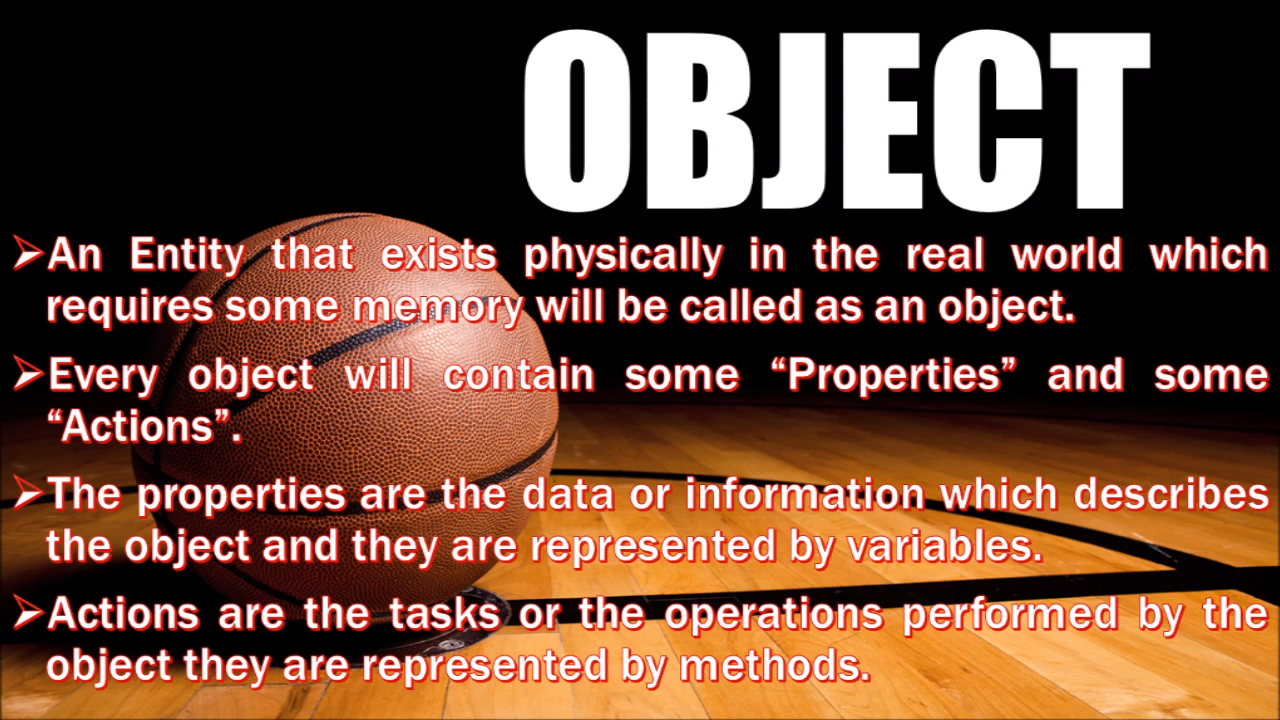 OBJECT
➢An Entity that exists physically in the real world which
requires some memory will be called as an object.
➢Every object will contain some “Properties” and some
“Actions”.
➢The properties are the data or information which describes
the object and they are represented by variables.
➢Actions are the tasks or the operations performed by the
object they are represented by methods.